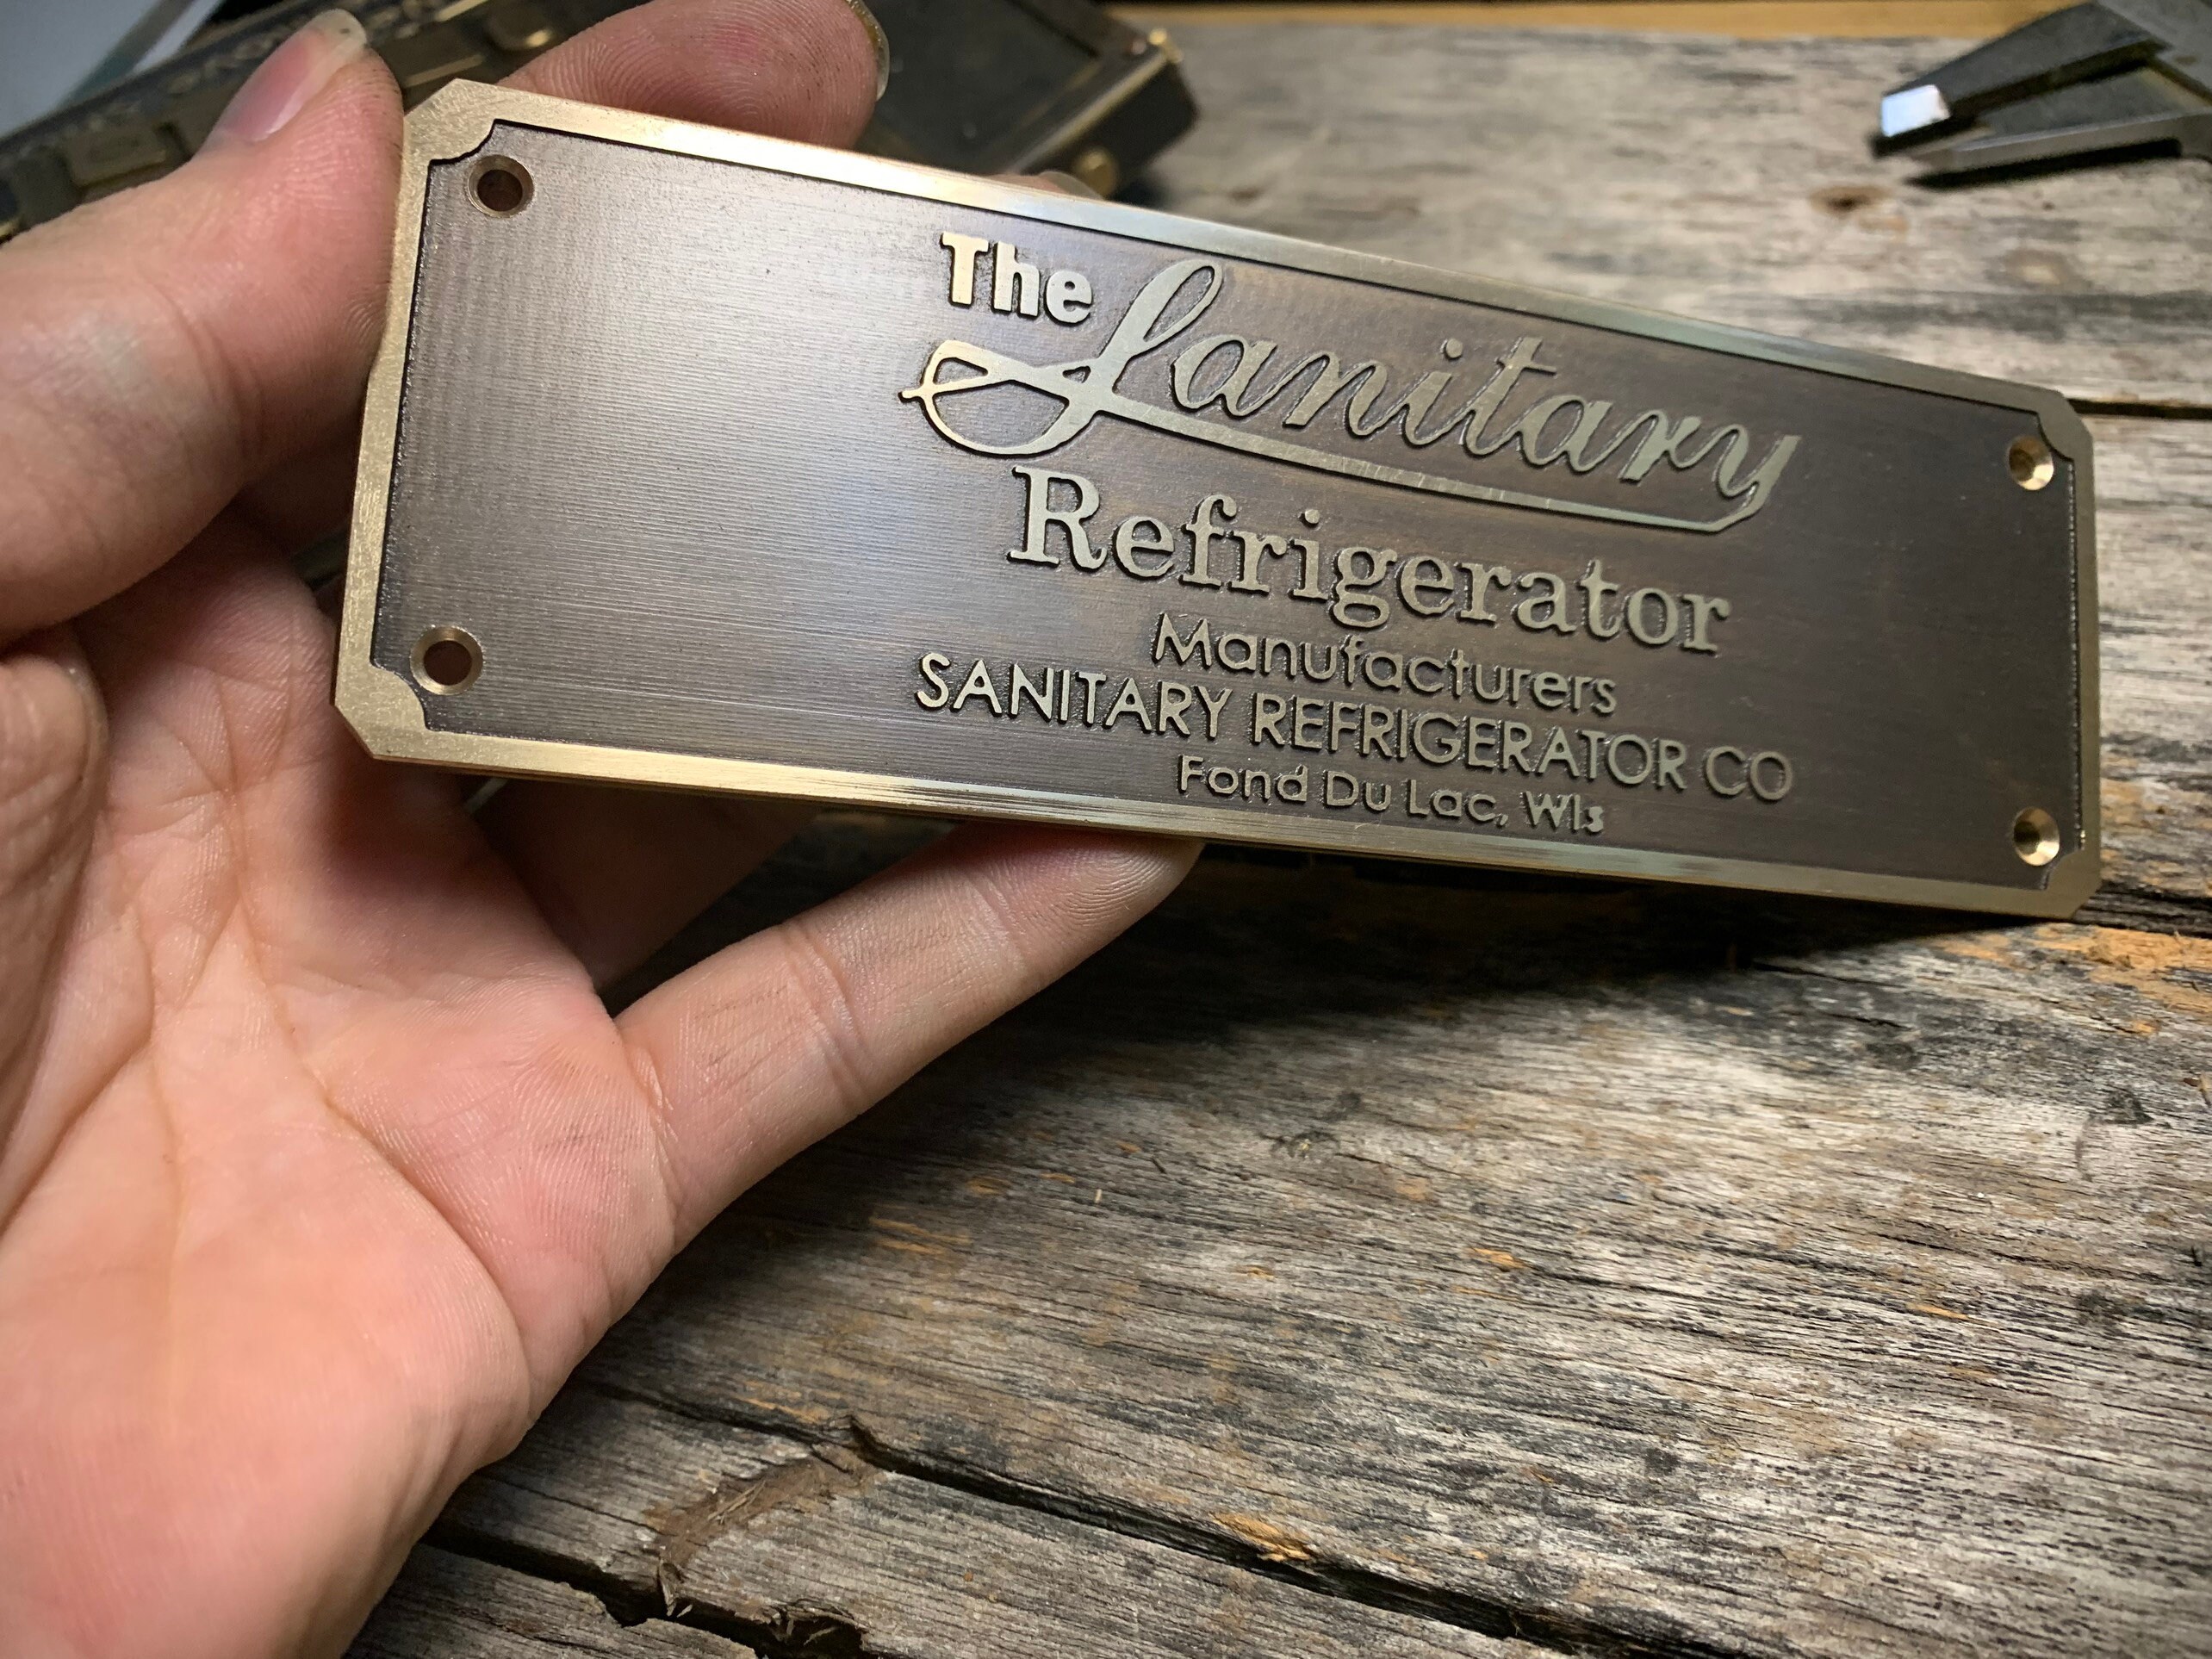 The Sanitary
Refrigerator
Manufacturers
SANITARY REFRIGERATOR CO
Fond Du Lac, WIs